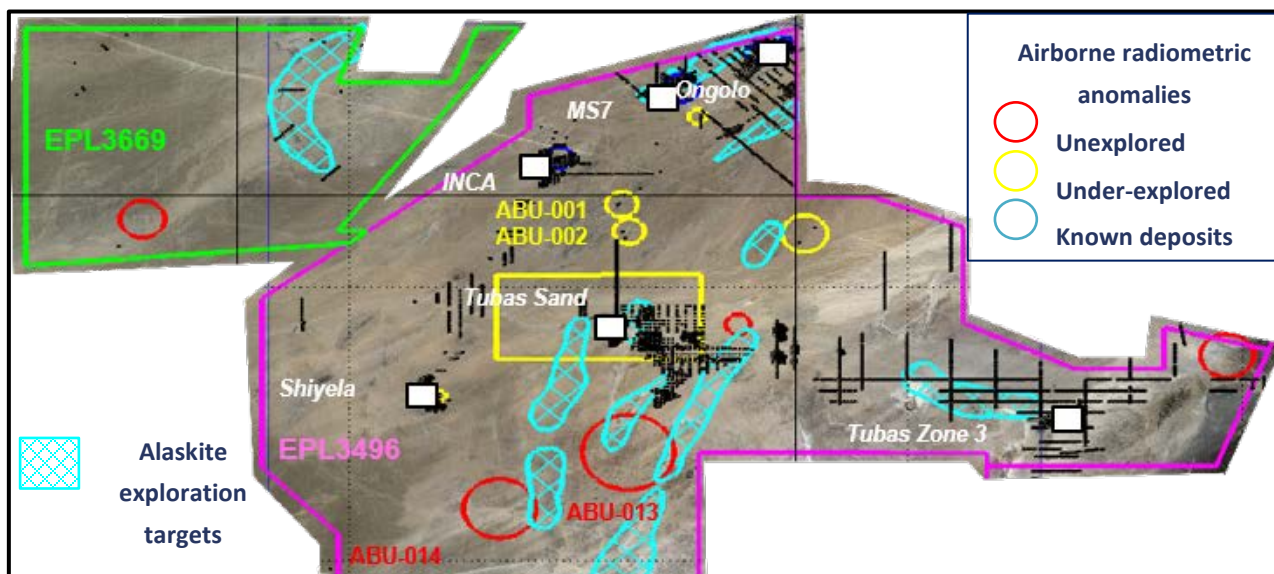 Airborne radiometric
anomalies
Unexplored
Under-explored
Known deposits
EPL3669
MS7
Ongolo
INCA
ABU-001
ABU-002
Tubas Sand
Shiyela
EPL3496
Tubas Zone 3
Alaskite
exploration
targets
ABU-013
ABU-014